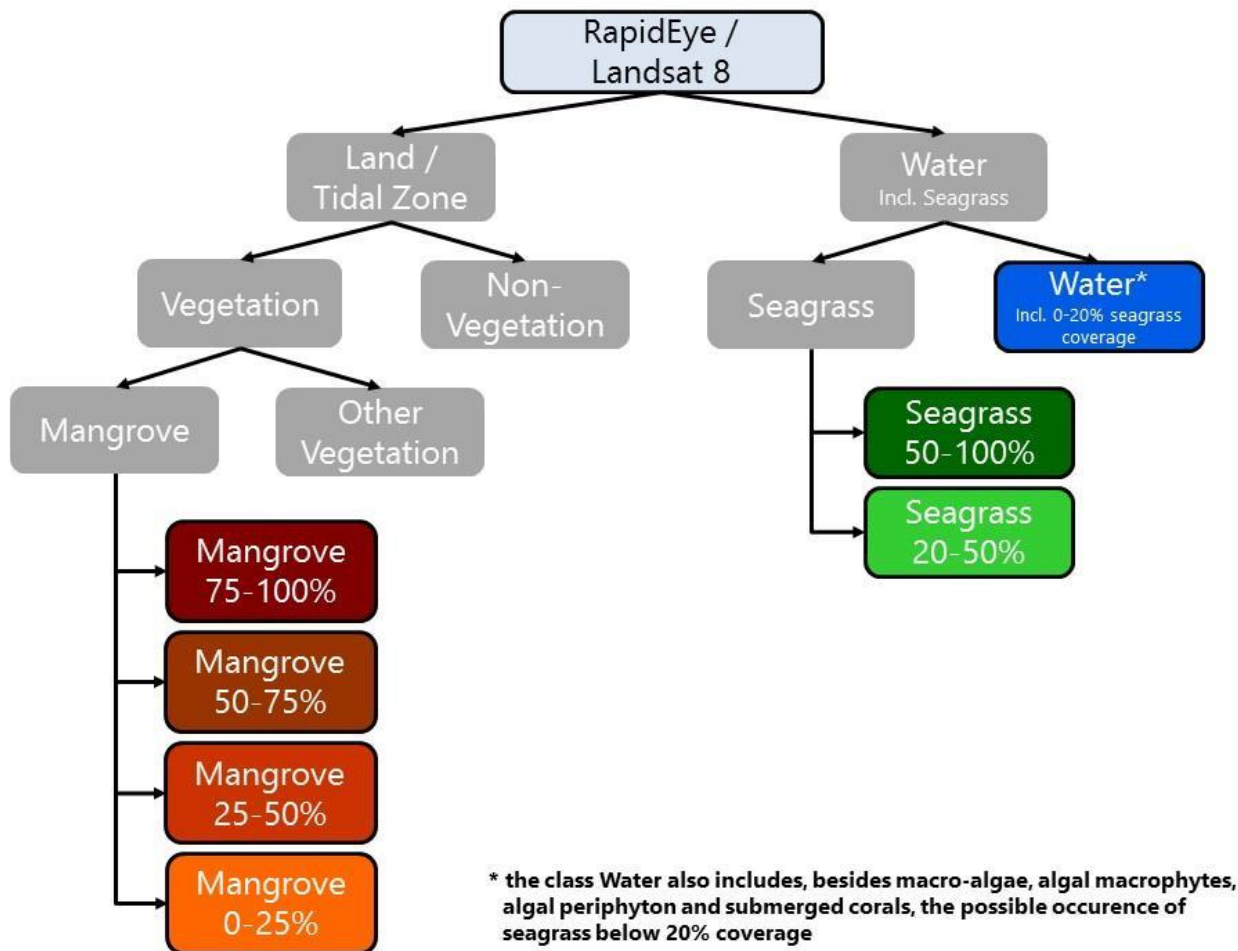 RapidEye /
Landsat 8
Land /
Tidal Zone
Water
Incl. Seagrass
Vegetation
Non-
Vegetation
Seagrass
Water*
Incl. 0-20% seagrass
coverage
Mangrove
Other
Vegetation
Seagrass
50-100%
Seagrass
20-50%
Mangrove
75-100%
Mangrove
50-75%
Mangrove
25-50%
Mangrove
0-25%
* the class Water also includes, besides macro-algae, algal macrophytes,
algal periphyton and submerged corals, the possible occurence of
seagrass below 20% coverage